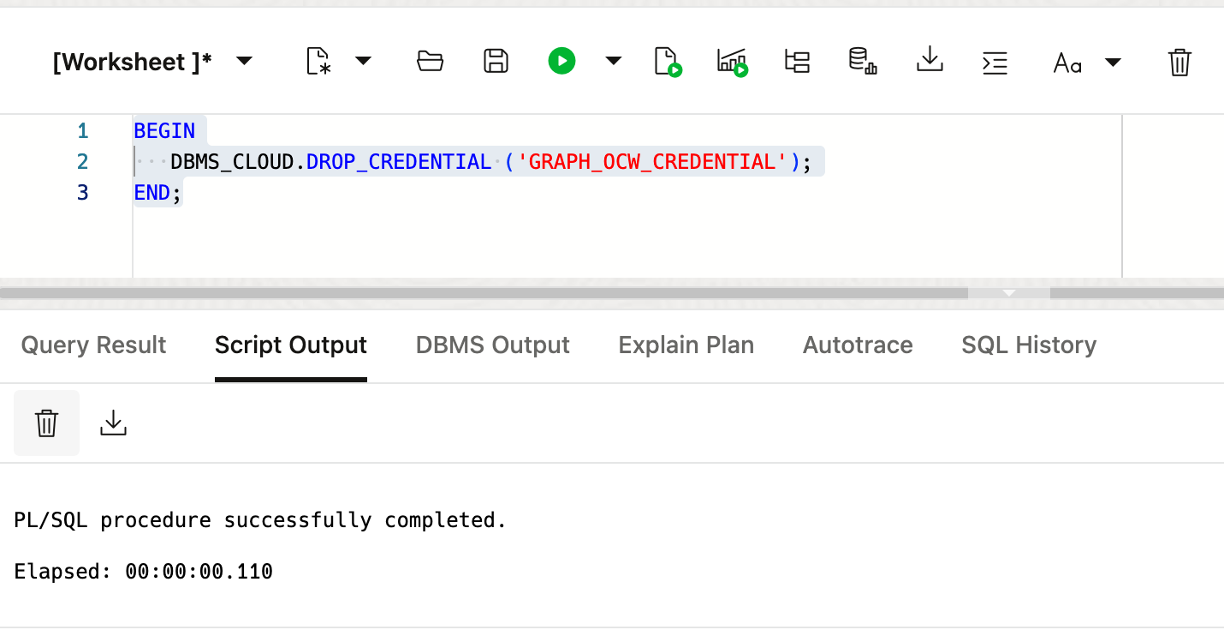 [Worksheet ]*
Aa
1 BEGIN
2 DBMS_CLOUD.DROP_CREDENTIAL ('GRAPH_OCW_CREDENTIAL');
3 END;
Query Result Script Output DBMS Output Explain Plan Autotrace SQL History
PL/SQL procedure successfully completed.
Elapsed: 00:00:00.110